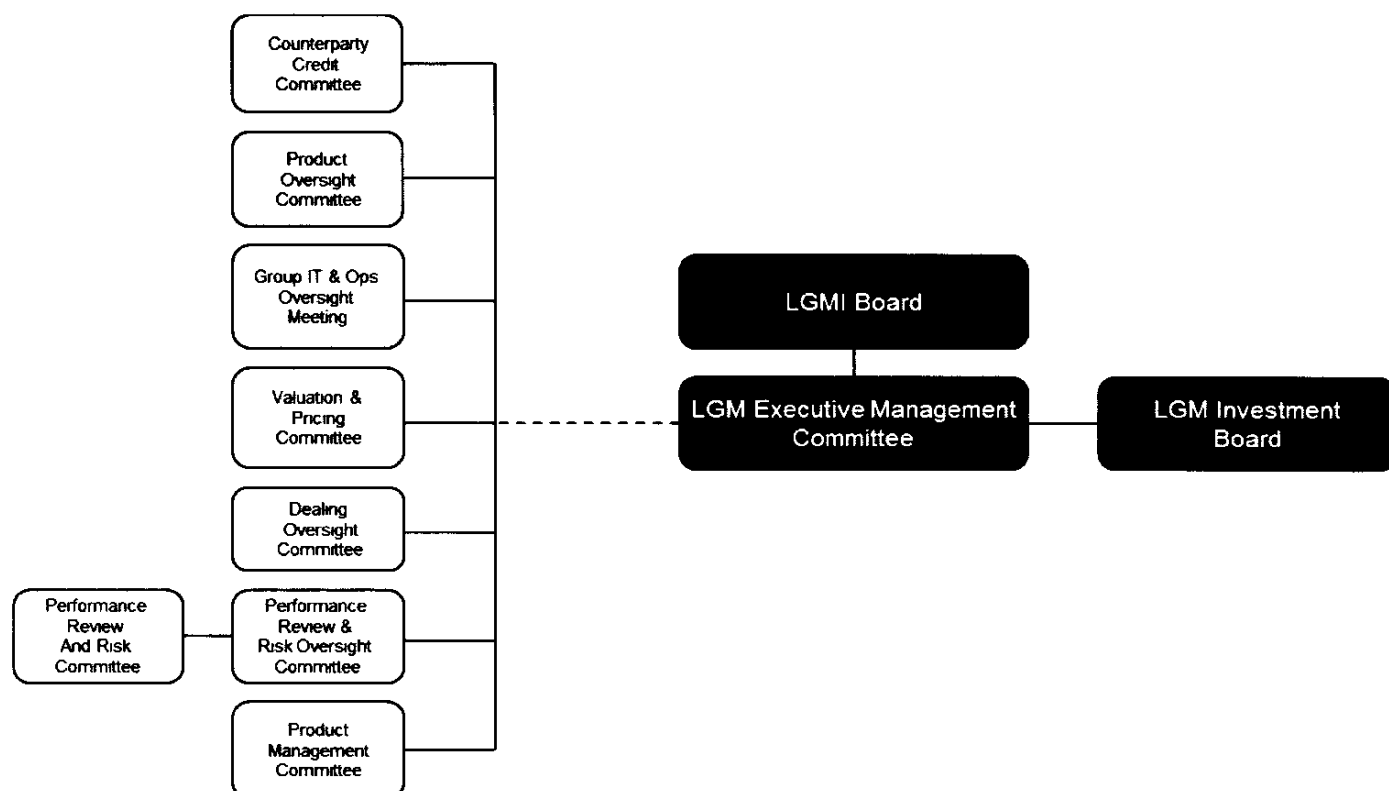 Counterparty
Credit
Committee
Product
Oversight
Committee
Group IT & Ops
Oversight
Meeting
LGMI Board
Valuation &
Pricing
Committee
LGM Executive Management
Committee
LGM Investment
Board
Dealing
Oversight
Committee
Performance
Review
And Risk
Committee
Performance
Review &
Risk Oversight
Committee
Product
Management
Committee